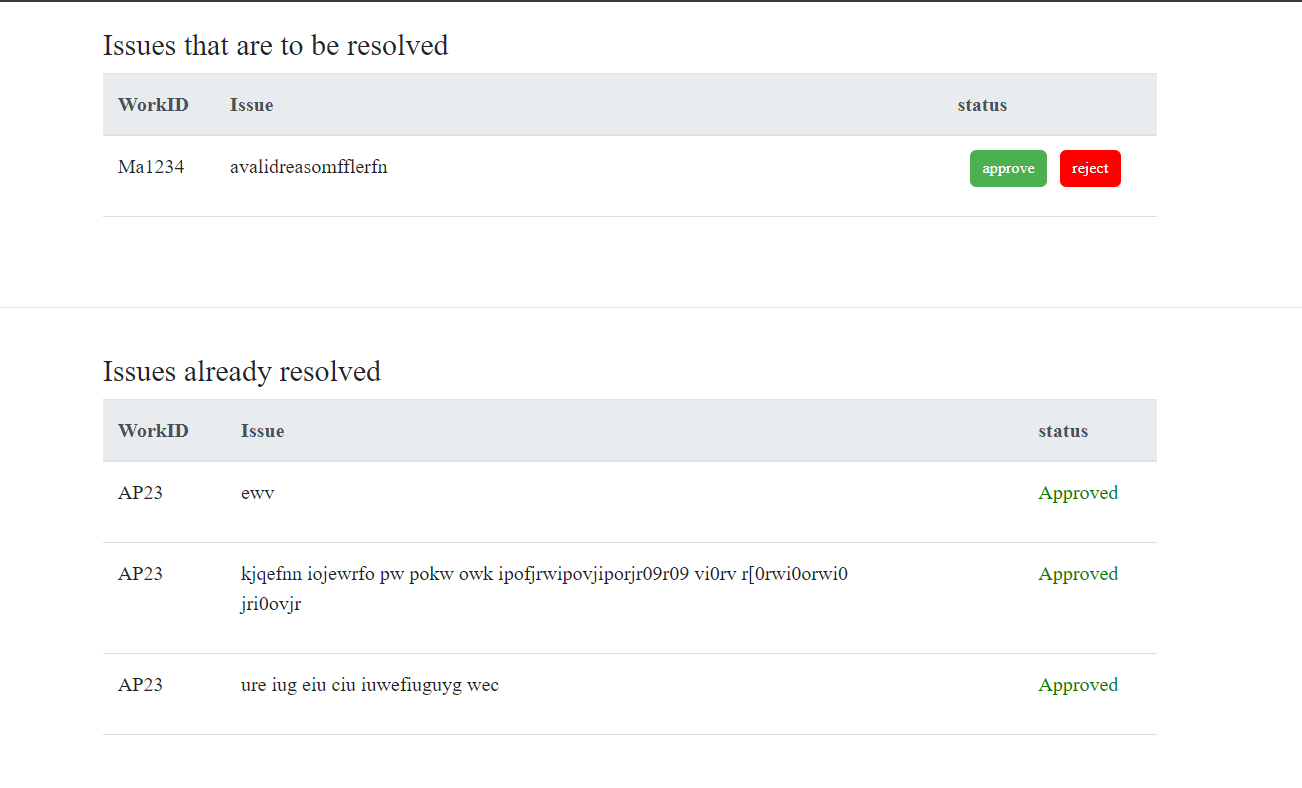 Issues that are to be resolved
WorkID Issue status
Ma1234 avalidreasomfflerfn approve reject
Issues already resolved
WorkID Issue status
AP23 ewv Approved
AP23 kjqefnn iojewrfo pw pokw owk ipofjrwipovjiporjr09r09 vi0rv r[0rwi0orwi0 Approved
jri0ovjr
AP23 ure iug eiu ciu iuwefiuguyg wec Approved